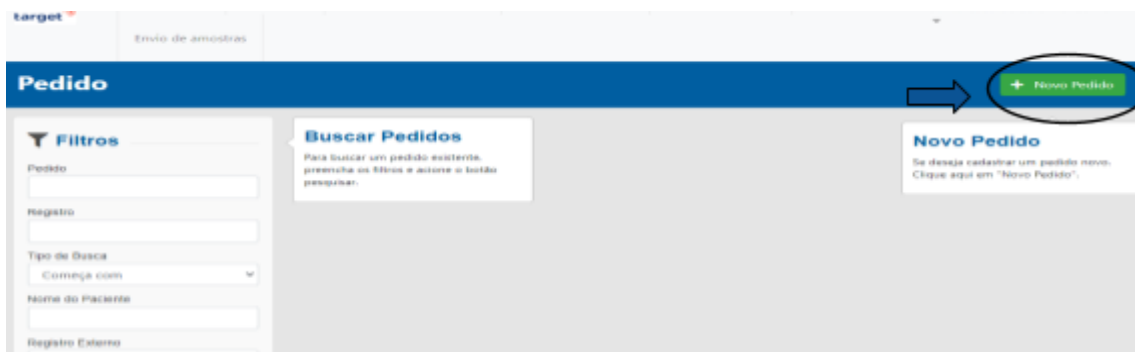 target
Envio de amostras
Pedido
+ Novo Pedido
Filtros
Pedido
Registro
Tipo de Busca
Começa com
Nome do Paciente
Registro Externo
Buscar Pedidos
Para buscar um pedido existente,
preencha os filtros e acione o botão
pesquisar.
Novo Pedido
Se deseja cadastrar um pedido novo.
Clique aqui em "Novo Pedido".